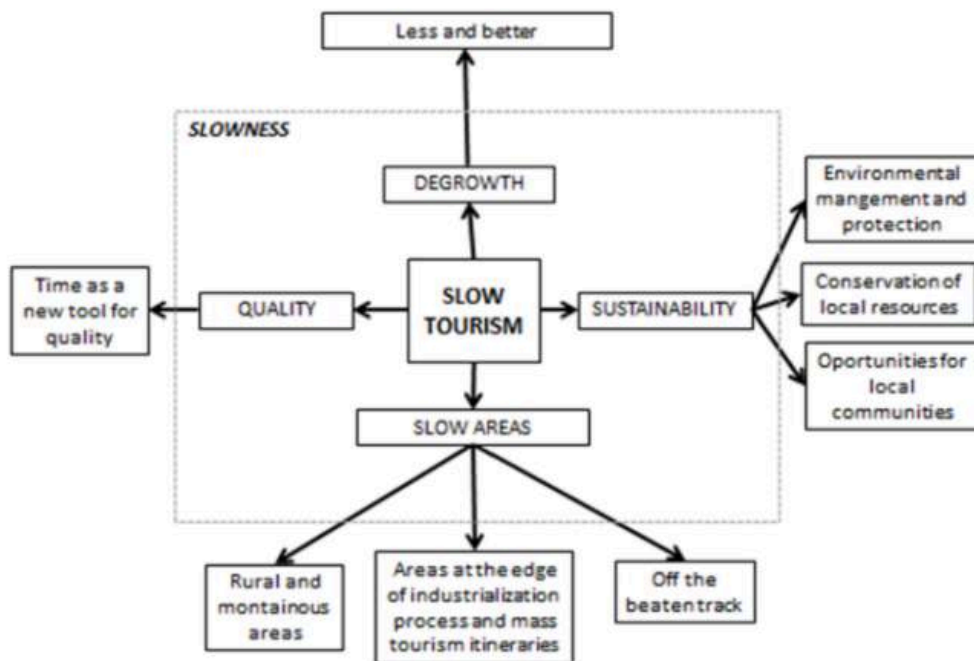 Less and better
SLOWNESS
DEGROWTH
Environmental
mangement and
protection
Time as a
new tool for
quality
QUALITY
SLOW
TOURISM
SUSTAINABILITY
Conservation of
local resources
Oportunities for
local
communities
SLOW AREAS
Rural and
montainous
areas
Areas at the edge
of industrialization
process and mass
tourism itineraries
Off the
beaten track